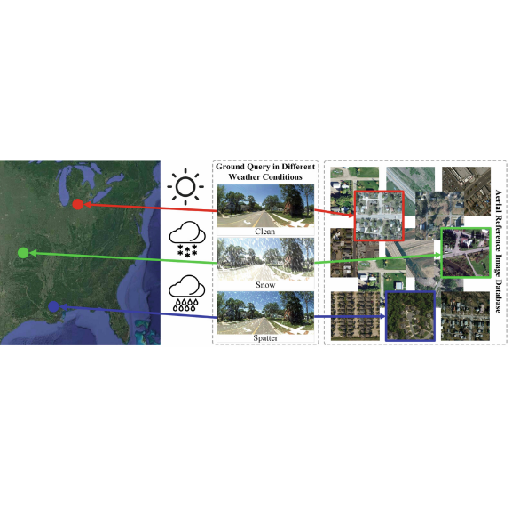 Ground Query in Different
Weather Conditions
Clean
Snow
Spatter
Aerial Reference Image Database